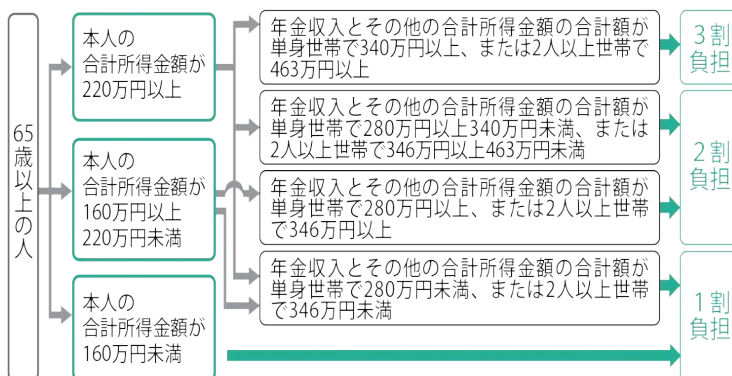 65歳以上の人
本人の
合計所得金額が
220万円以上
年金収入とその他の合計所得金額の合計額が
単身世帯で340万円以上、または2人以上世帯で
463万円以上
3割
負担
年金収入とその他の合計所得金額の合計額が
単身世帯で280万円以上340万円未満、または
2人以上世帯で346万円以上463万円未満
本人の
合計所得金額が
160万円以上
220万円未満
年金収入とその他の合計所得金額の合計額が
単身世帯で280万円以上、または2人以上世帯
で346万円以上
2割
負担
年金収入とその他の合計所得金額の合計額が
単身世帯で280万円未満、または2人以上世帯
で346万円未満
本人の
合計所得金額が
160万円未満
1割
負担